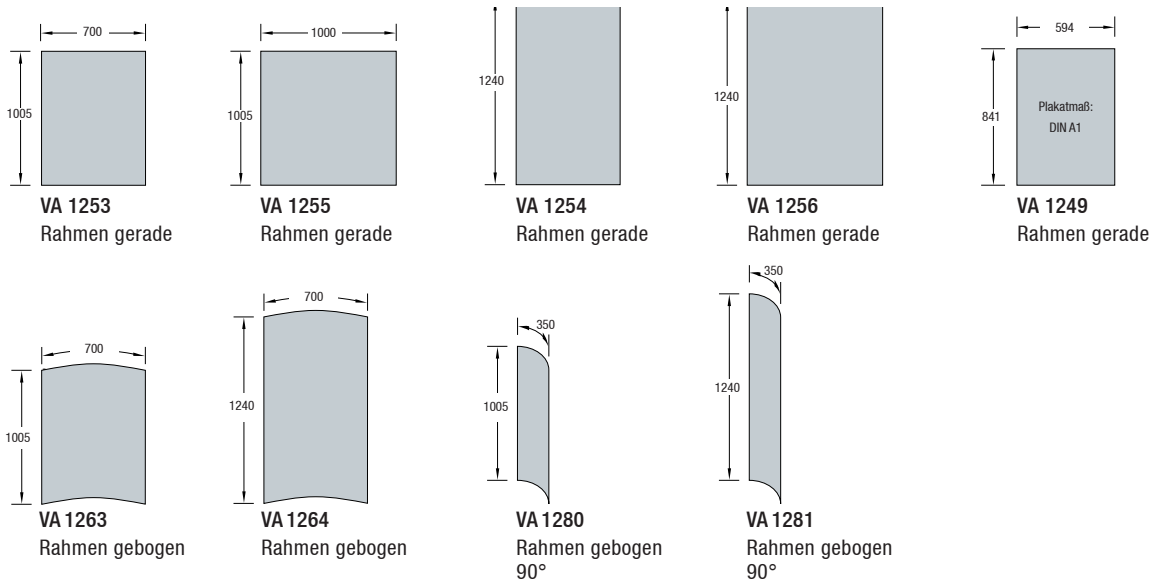 700
1005
VA 1253
Rahmen gerade
1000
1005
VA 1255
Rahmen gerade
1240
VA 1254
Rahmen gerade
1240
VA 1256
Rahmen gerade
594
841
Plakatmaß:
DIN A1
VA 1249
Rahmen gerade
700
1005
VA 1263
Rahmen gebogen
700
1240
VA 1264
Rahmen gebogen
350
1005
VA 1280
Rahmen gebogen
90°
350
1240
VA 1281
Rahmen gebogen
90°